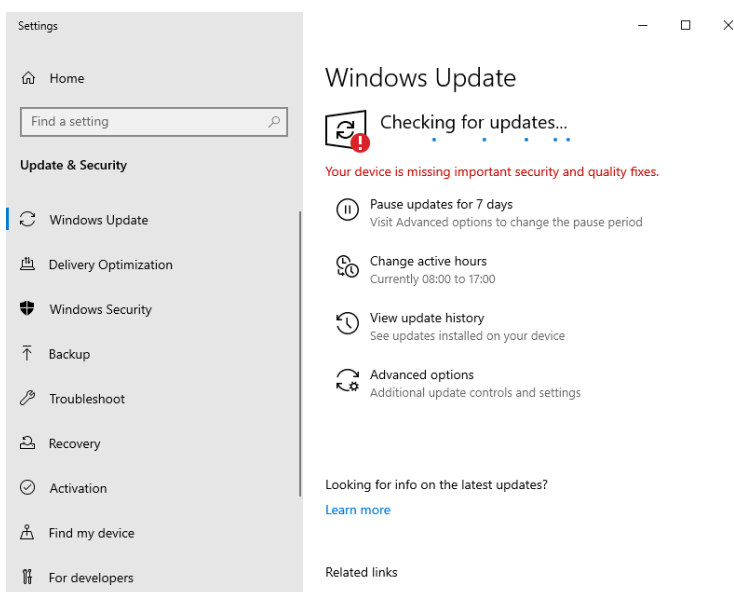 Settings
Home
Find a setting
Update & Security
Windows Update
Delivery Optimization
Windows Security
Backup
Troubleshoot
Recovery
Activation
Find my device
For developers
Windows Update
Checking for updates...
Your device is missing important security and quality fixes.
Pause updates for 7 days
Visit Advanced options to change the pause period
Change active hours
Currently 08:00 to 17:00
View update history
See updates installed on your device
Advanced options
Additional update controls and settings
Looking for info on the latest updates?
Learn more
Related links